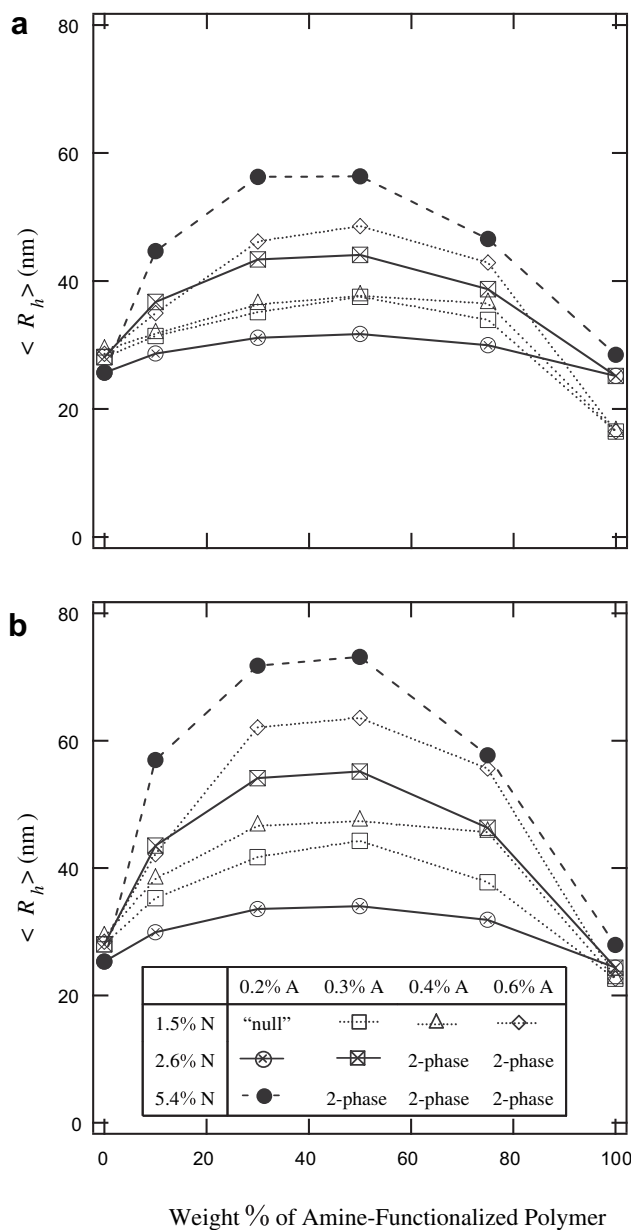 a
80
60
40
20
0
< R_h > (nm)
b
80
60
40
20
0
< R_h > (nm)
0.2% A 0.3% A 0.4% A 0.6% A
1.5% N “null”
2.6% N 2-phase 2-phase
5.4% N 2-phase 2-phase 2-phase
0 20 40 60 80 100
Weight % of Amine-Functionalized Polymer